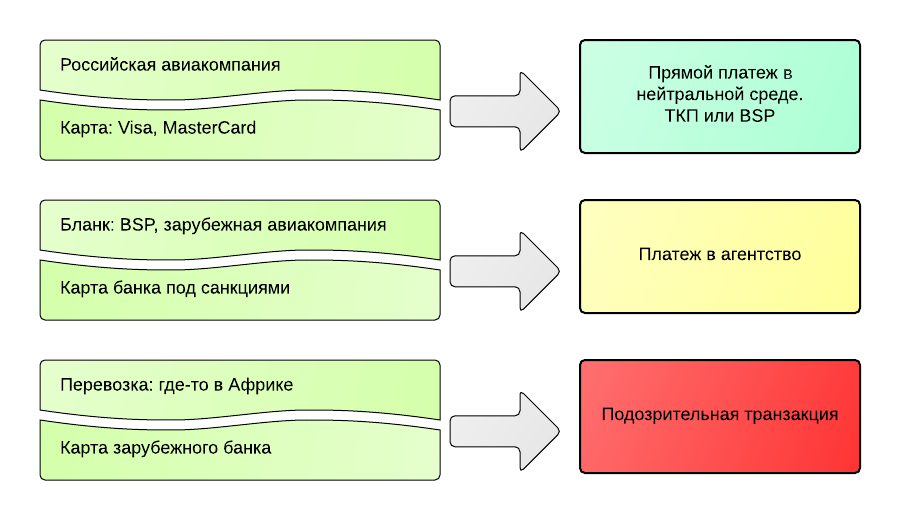 Российская авиакомпания
Карта: Visa, MasterCard
Прямой платеж в
нейтральной среде.
ТКП или BSP
Бланк: BSP, зарубежная авиакомпания
Карта банка под санкциями
Платеж в агентство
Перевозка: где-то в Африке
Карта зарубежного банка
Подозрительная транзакция